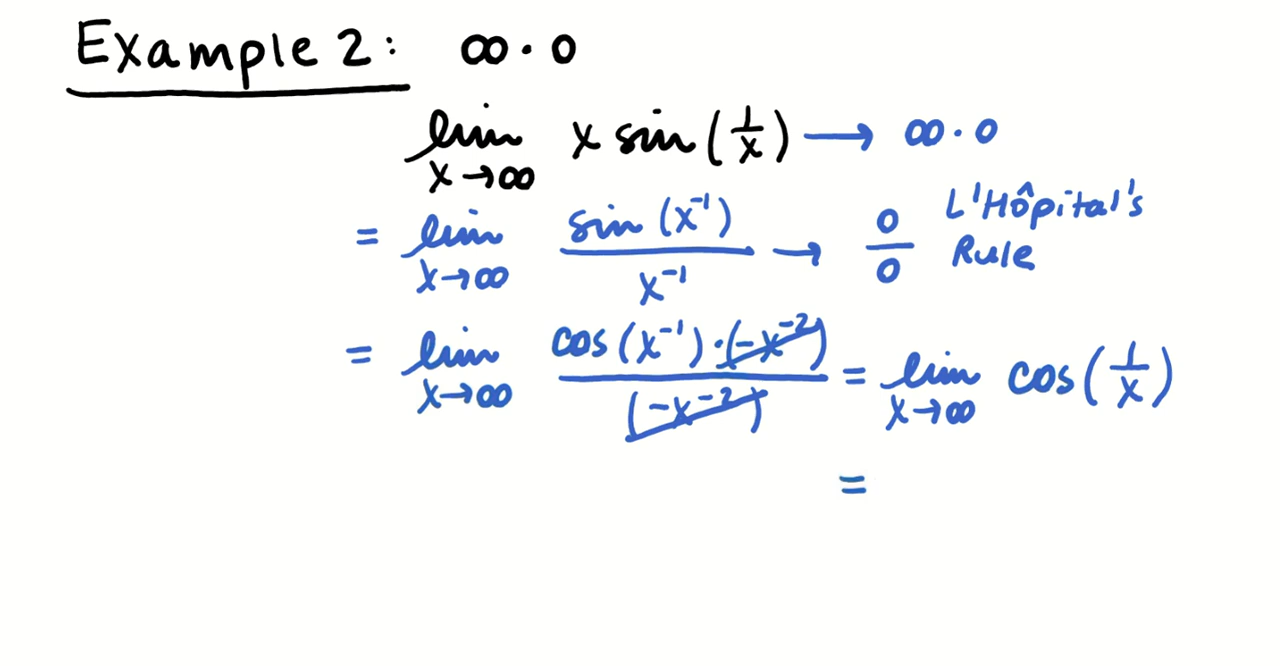 Example 2: ∞·0
lim x→∞ x sin(1/x) → ∞·0
= lim x→∞ sin(x⁻¹)/x⁻¹ → 0/0 L'Hôpital's Rule
= lim x→∞ cos(x⁻¹)·(-x⁻²)/(-x⁻²) = lim x→∞ cos(1/x)
=